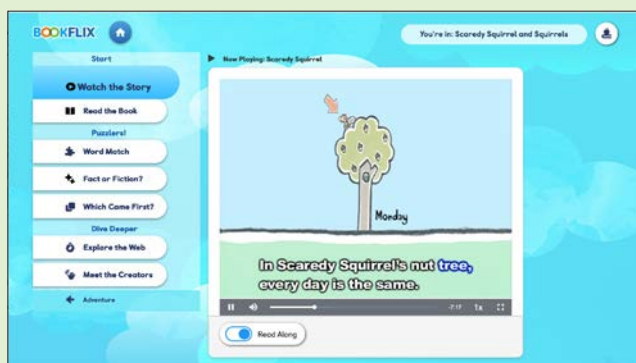 BOOKFLIX
You're in: Scaredy Squirrel and Squirrels
Start
Watch the Story
Read the Book
Puzzlers!
Word Match
Fact or Fiction?
Which Came First?
Dive Deeper
Explore the Web
Meet the Creators
Adventure
Now Playing: Scaredy Squirrel
Monday
In Scaredy Squirrel's nut tree,
every day is the same.
-7:17 1x
Read Along